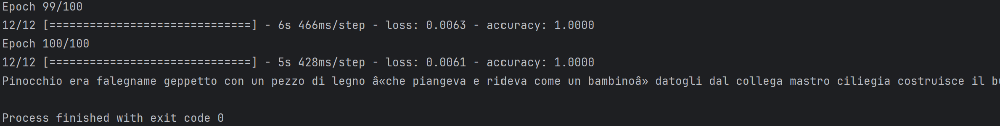 Epoch 99/100
12/12 [==============================] - 6s 466ms/step - loss: 0.0063 - accuracy: 1.0000
Epoch 100/100
12/12 [==============================] - 5s 428ms/step - loss: 0.0061 - accuracy: 1.0000
Pinocchio era falegname geppetto con un pezzo di legno â«che piangeva e rideva come un bambinoâ» datogli dal collega mastro ciliegia costruisce il
Process finished with exit code 0